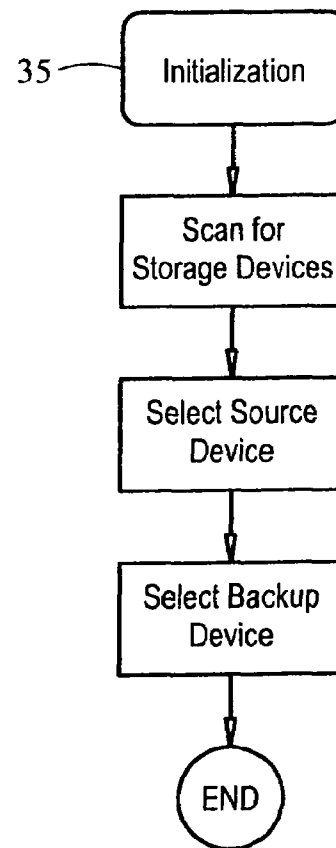 35
Initialization
Scan for
Storage Devices
Select Source
Device
Select Backup
Device
END